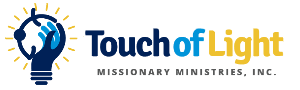 Touch of Light
MISSIONARY MINISTRIES, INC.